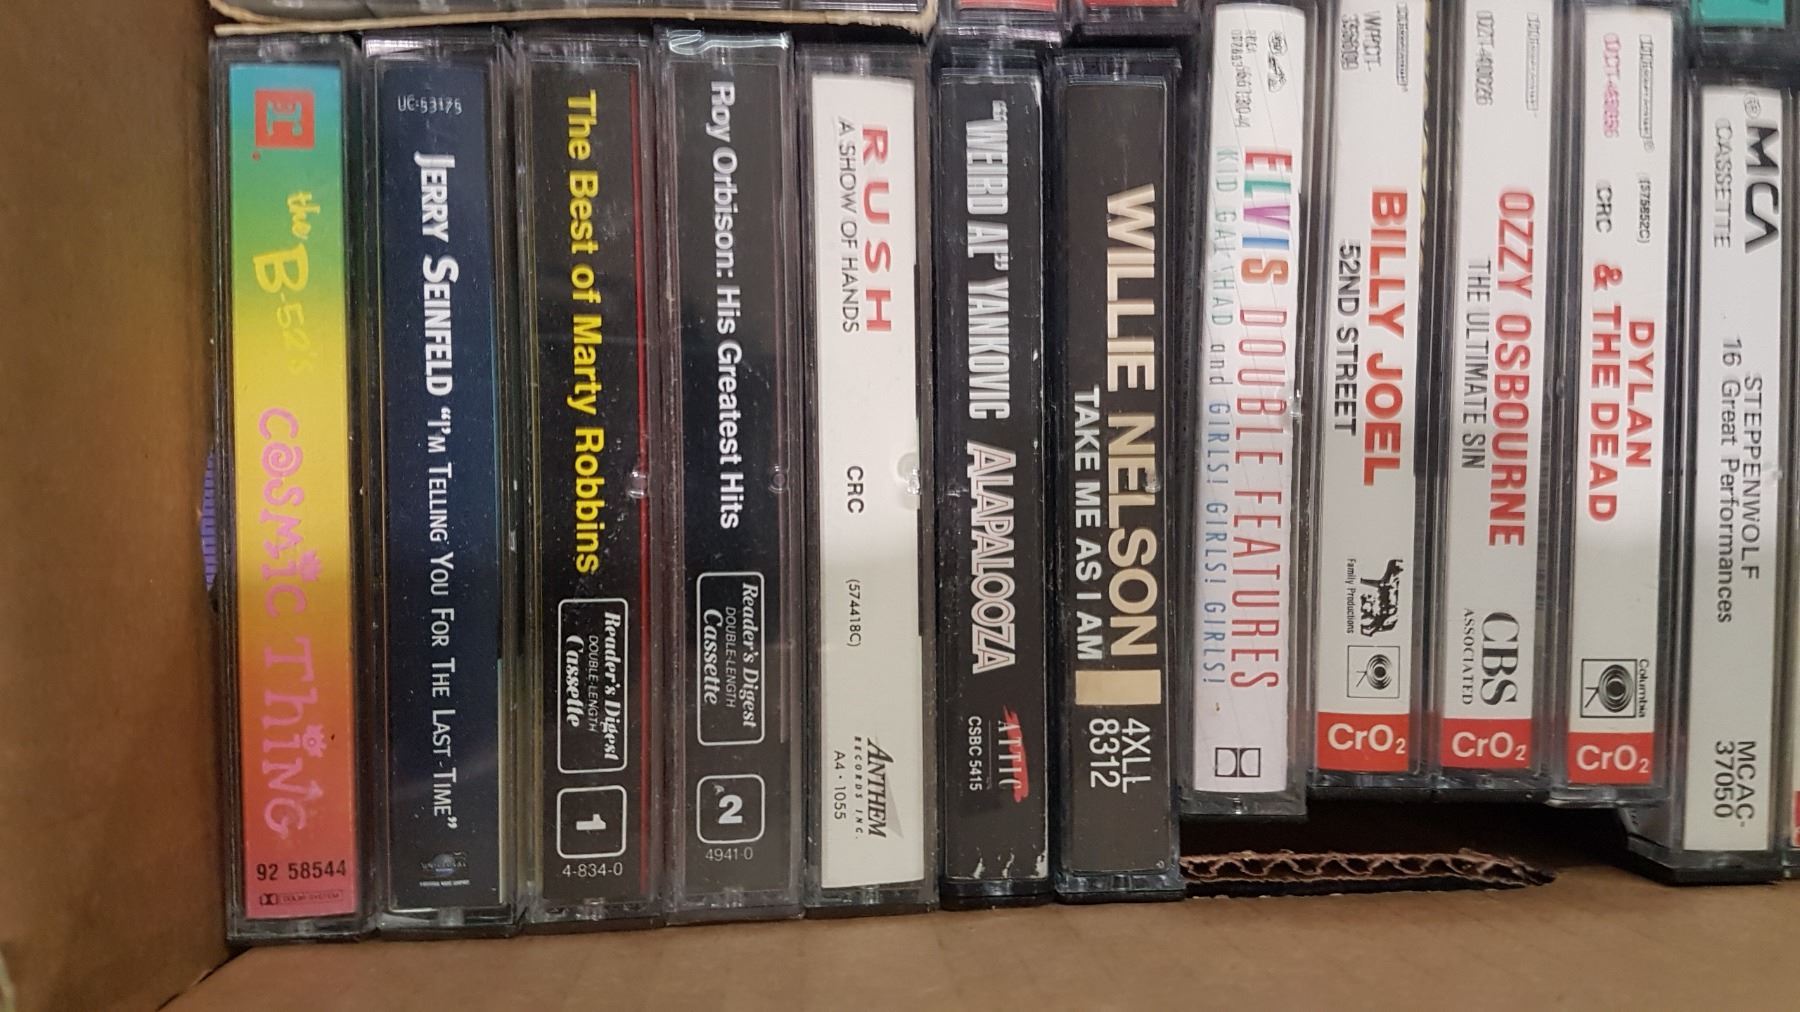 the B-52's COSMIC THING
92 58544
UC-53175
JERRY SEINFELD "I'M TELLING YOU FOR THE LAST TIME"
The Best of Marty Robbins
Reader's Digest
DOUBLE-LENGTH
Cassette
1
4-834-0
Roy Orbison: His Greatest Hits
Reader's Digest
DOUBLE-LENGTH
Cassette
2
4941-0
RUSH
A SHOW OF HANDS
CRC
(574418C)
ANTHEM
RECORDS INC.
A4·1055
"WEIRD AL" YANKOVIC ALAPALOOZA
ATTIC
CSBC 5415
WILLIE NELSON
TAKE ME AS I AM
4XLL
8312
ELVIS DOUBLE FEATURES
KID GALAHAD and GIRLS! GIRLS! GIRLS!
BILLY JOEL
52ND STREET
Family Productions
CrO2
OZZY OSBOURNE
THE ULTIMATE SIN
CBS
ASSOCIATED
CrO2
(575852C)
CRC
DYLAN
& THE DEAD
Columbia
CrO2
MCA
CASSETTE
STEPPENWOLF
16 Great Performances
MCAC-
37050